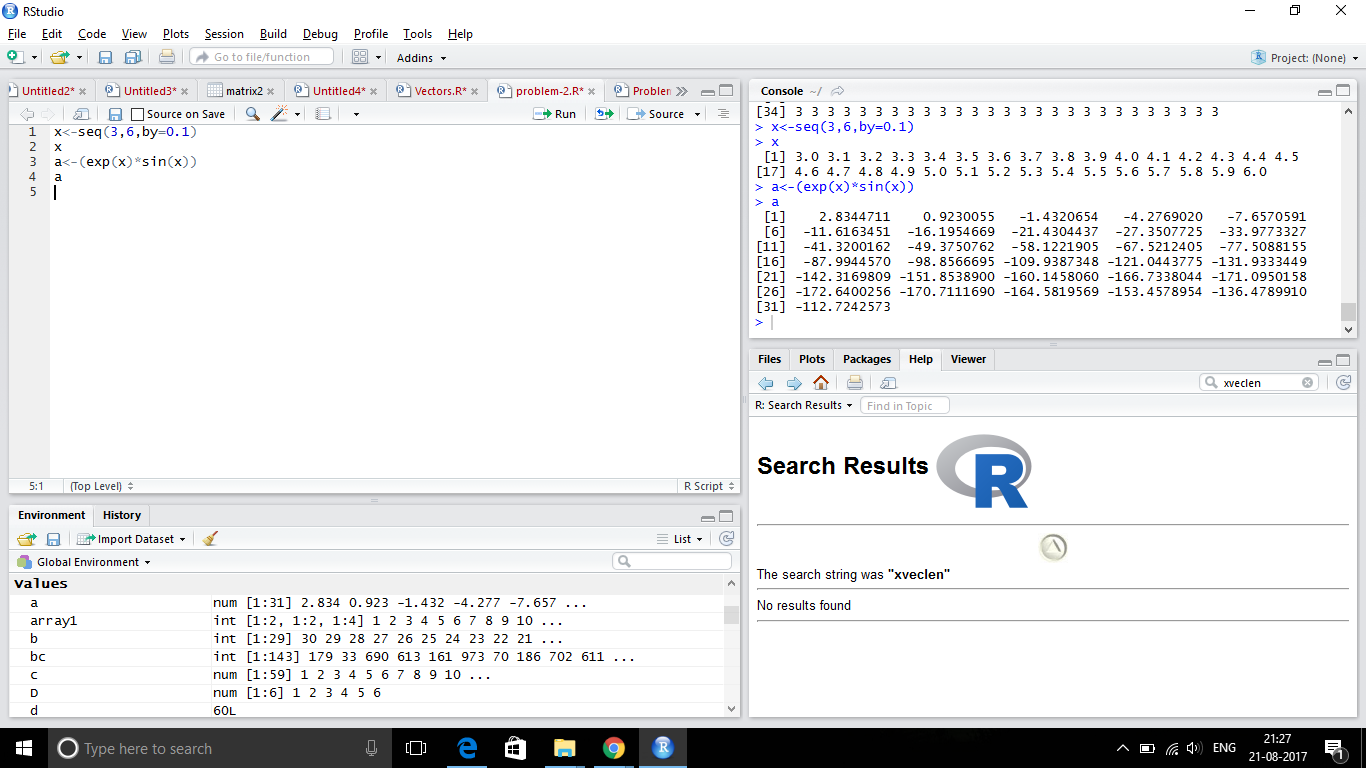 RStudio
File Edit Code View Plots Session Build Debug Profile Tools Help
Go to file/function Addins Project: (None)
Untitled2* Untitled3* matrix2 Untitled4* Vectors.R* problem-2.R*
Source on Save Run Source
1 x<-seq(3,6,by=0.1)
2 x
3 a<-(exp(x)*sin(x))
4 a
5
5:1 (Top Level) R Script
Environment History
Import Dataset List
Global Environment
Values
a num [1:31] 2.834 0.923 -1.432 -4.277 -7.657 ...
array1 int [1:2, 1:2, 1:4] 1 2 3 4 5 6 7 8 9 10 ...
b int [1:29] 30 29 28 27 26 25 24 23 22 21 ...
bc int [1:143] 179 33 690 613 161 973 70 186 702 611 ...
c num [1:59] 1 2 3 4 5 6 7 8 9 10 ...
D num [1:6] 1 2 3 4 5 6
d 60L
Console ~/
[34] 3 3 3 3 3 3 3 3 3 3 3 3 3 3 3 3 3 3 3 3 3 3 3 3 3 3 3
> x<-seq(3,6,by=0.1)
> x
[1] 3.0 3.1 3.2 3.3 3.4 3.5 3.6 3.7 3.8 3.9 4.0 4.1 4.2 4.3 4.4 4.5
[17] 4.6 4.7 4.8 4.9 5.0 5.1 5.2 5.3 5.4 5.5 5.6 5.7 5.8 5.9 6.0
> a<-(exp(x)*sin(x))
> a
[1] 2.8344711 0.9230055 -1.4320654 -4.2769020 -7.6570591
[6] -11.6163451 -16.1954669 -21.4304437 -27.3507725 -33.9773327
[11] -41.3200162 -49.3750762 -58.1221905 -67.5212405 -77.5088155
[16] -87.9944570 -98.8566695 -109.9387348 -121.0443775 -131.9333449
[21] -142.3169809 -151.8538900 -160.1458060 -166.7338044 -171.0950158
[26] -172.6400256 -170.7111690 -164.5819569 -153.4578954 -136.4789910
[31] -112.7242573
>
Files Plots Packages Help Viewer
xveclen
R: Search Results Find in Topic
Search Results R
The search string was "xveclen"
No results found
Type here to search ENG 21:27
21-08-2017 1